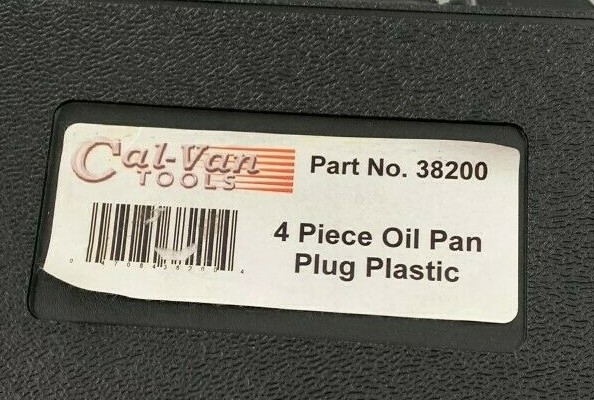 Cal-Van
TOOLS
Part No. 38200
4 Piece Oil Pan
Plug Plastic